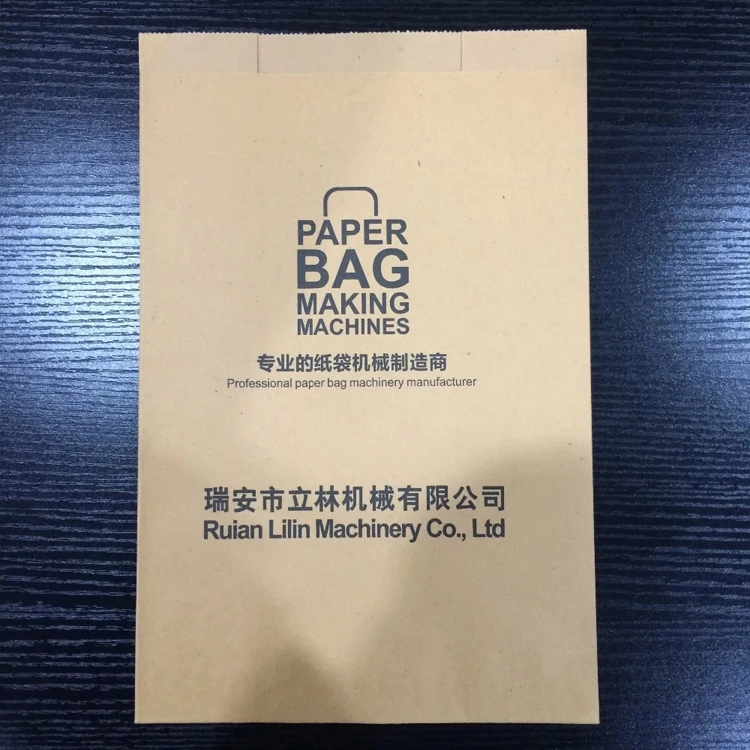 PAPER
BAG
MAKING
MACHINES
专业的纸袋机械制造商
Professional paper bag machinery manufacturer
瑞安市立林机械有限公司
Ruian Lilin Machinery Co., Ltd